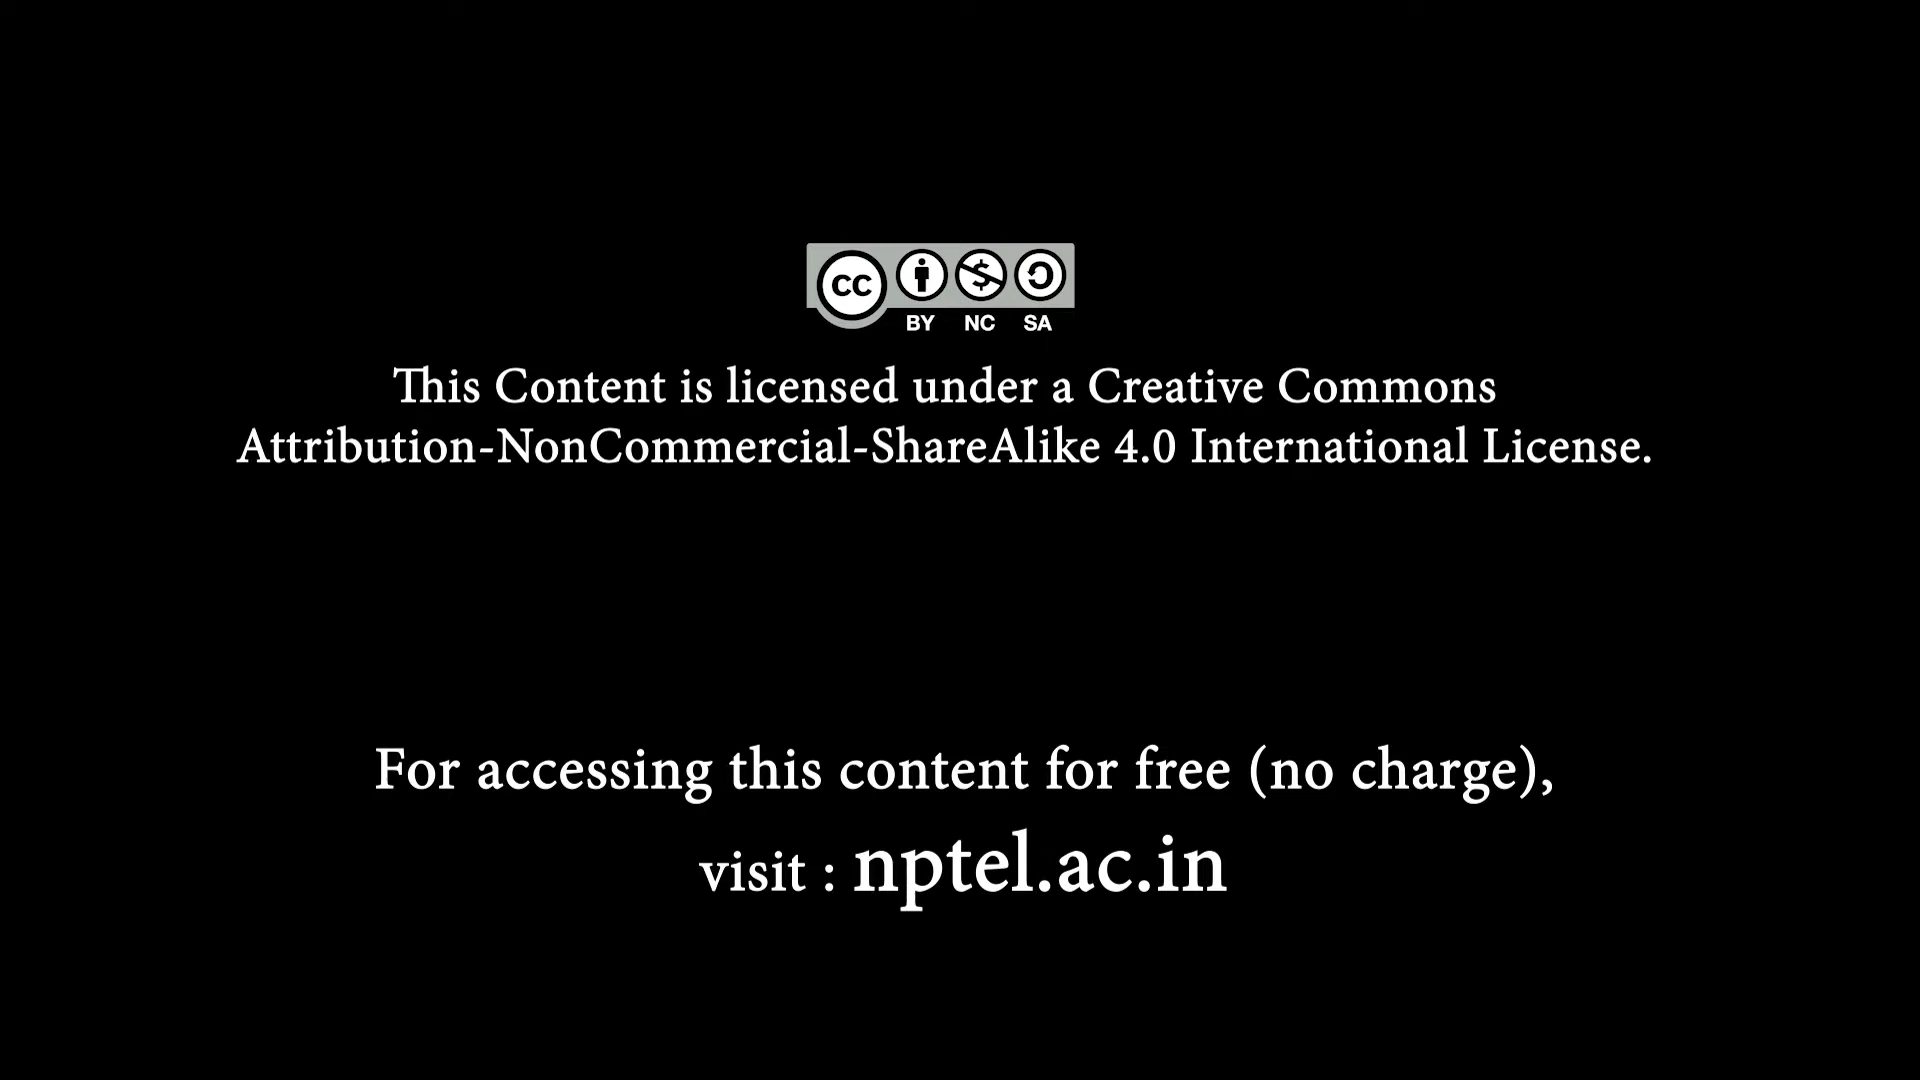 cc
BY NC SA
This Content is licensed under a Creative Commons
Attribution-NonCommercial-ShareAlike 4.0 International License.
For accessing this content for free (no charge),
visit : nptel.ac.in